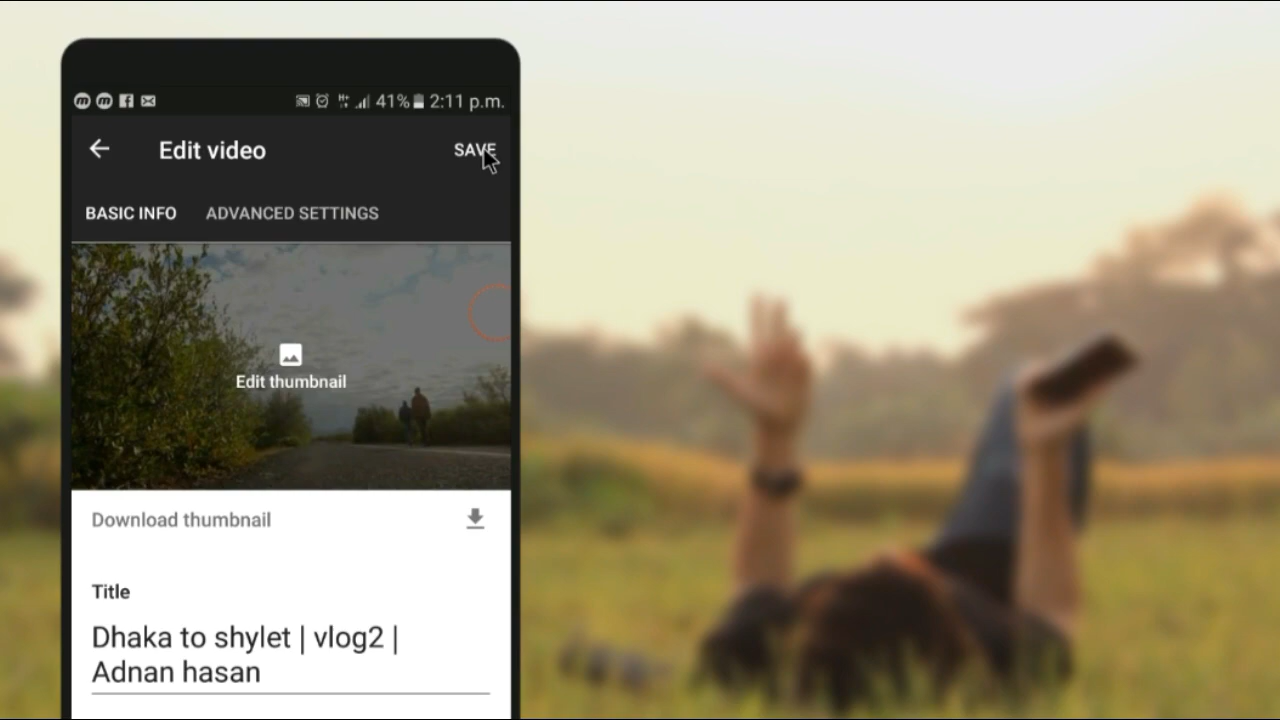 41% 2:11 p.m.
Edit video
SAVE
BASIC INFO ADVANCED SETTINGS
Edit thumbnail
Download thumbnail
Title
Dhaka to shylet | vlog2 |
Adnan hasan